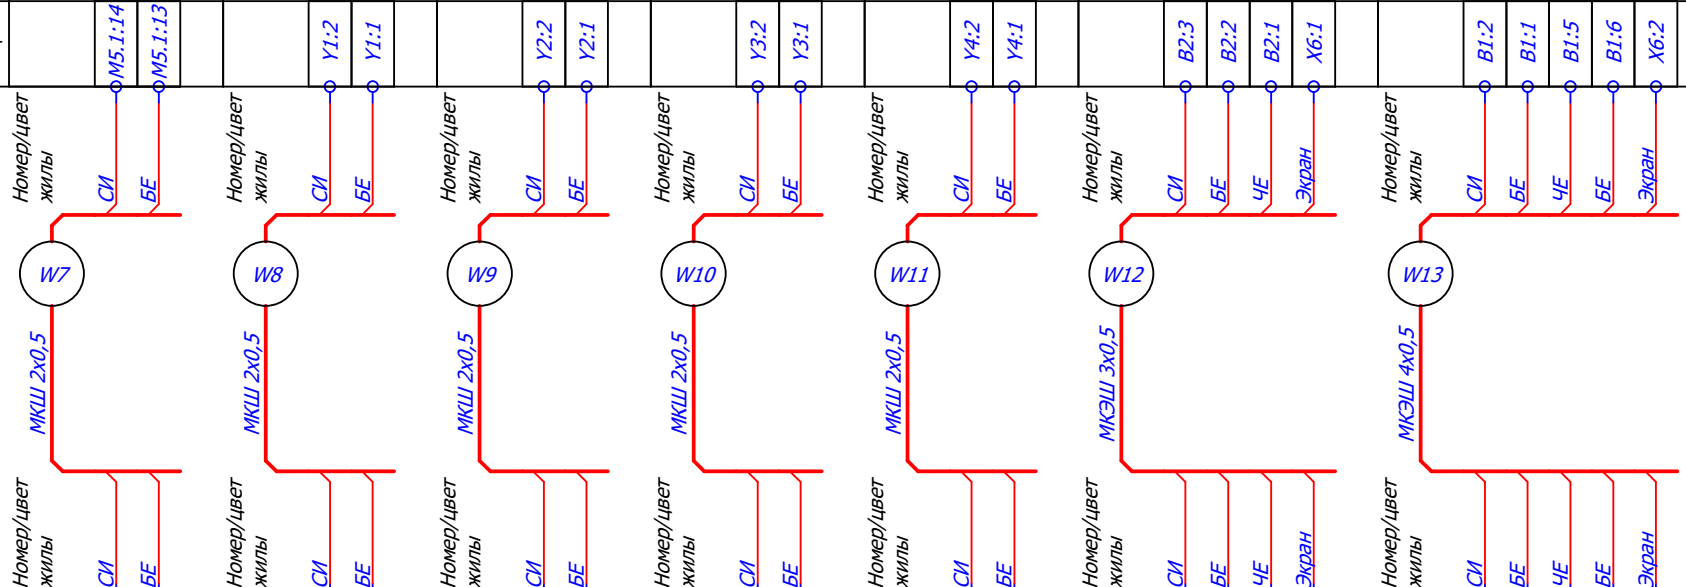 М5.1:14
М5.1:13
Y1:2
Y1:1
Y2:2
Y2:1
Y3:2
Y3:1
Y4:2
Y4:1
B2:3
B2:2
B2:1
X6:1
B1:2
B1:1
B1:5
B1:6
X6:2
Номер/цвет
жилы
СИ
БЕ
Номер/цвет
жилы
СИ
БЕ
Номер/цвет
жилы
СИ
БЕ
Номер/цвет
жилы
СИ
БЕ
Номер/цвет
жилы
СИ
БЕ
Номер/цвет
жилы
СИ
БЕ
ЧЕ
Экран
Номер/цвет
жилы
СИ
БЕ
ЧЕ
БЕ
Экран
W7
W8
W9
W10
W11
W12
W13
МКШ 2х0,5
МКШ 2х0,5
МКШ 2х0,5
МКШ 2х0,5
МКШ 2х0,5
МКЭШ 3х0,5
МКЭШ 4х0,5
Номер/цвет
жилы
СИ
БЕ
Номер/цвет
жилы
СИ
БЕ
Номер/цвет
жилы
СИ
БЕ
Номер/цвет
жилы
СИ
БЕ
Номер/цвет
жилы
СИ
БЕ
Номер/цвет
жилы
СИ
БЕ
ЧЕ
Экран
Номер/цвет
жилы
СИ
БЕ
ЧЕ
БЕ
Экран